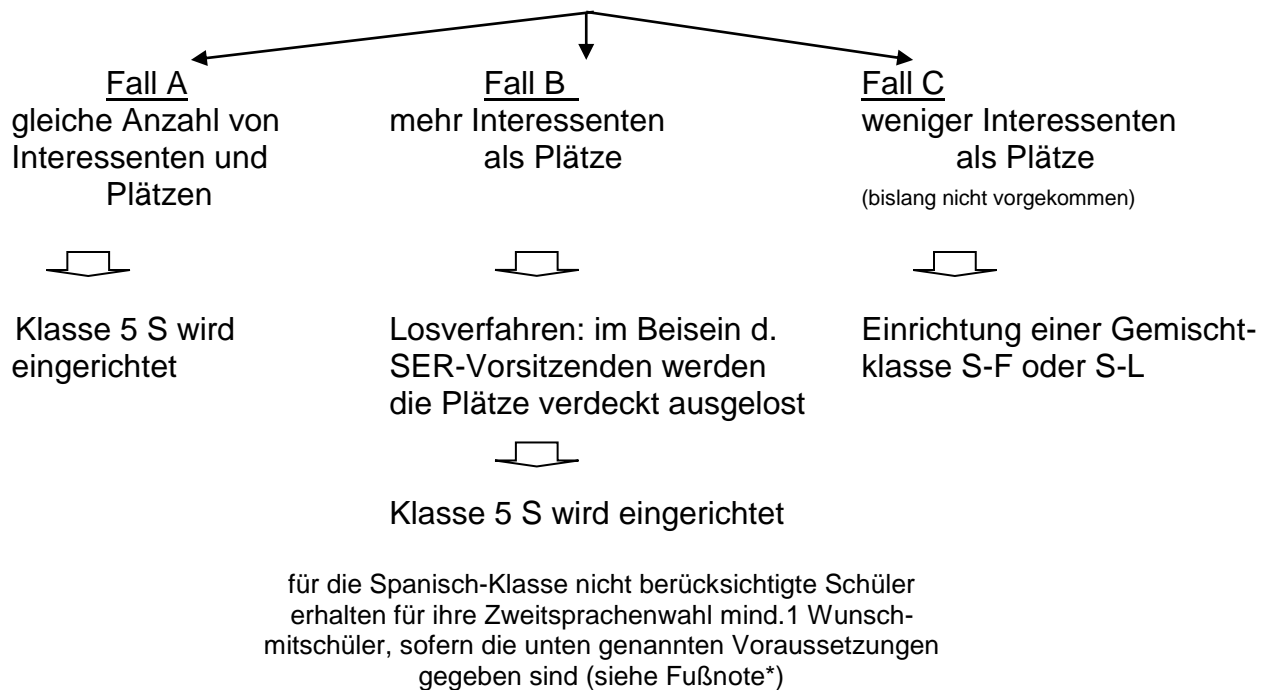 Fall A
gleiche Anzahl von
Interessenten und
Plätzen
Klasse 5 S wird
eingerichtet
Fall B
mehr Interessenten
als Plätze
Losverfahren: im Beisein d.
SER-Vorsitzenden werden
die Plätze verdeckt ausgelost
Klasse 5 S wird eingerichtet
für die Spanisch-Klasse nicht berücksichtigte Schüler
erhalten für ihre Zweitsprachenwahl mind.1 Wunsch-
mitschüler, sofern die unten genannten Voraussetzungen
gegeben sind (siehe Fußnote*)
Fall C
weniger Interessenten
als Plätze
(bislang nicht vorgekommen)
Einrichtung einer Gemischt-
klasse S-F oder S-L